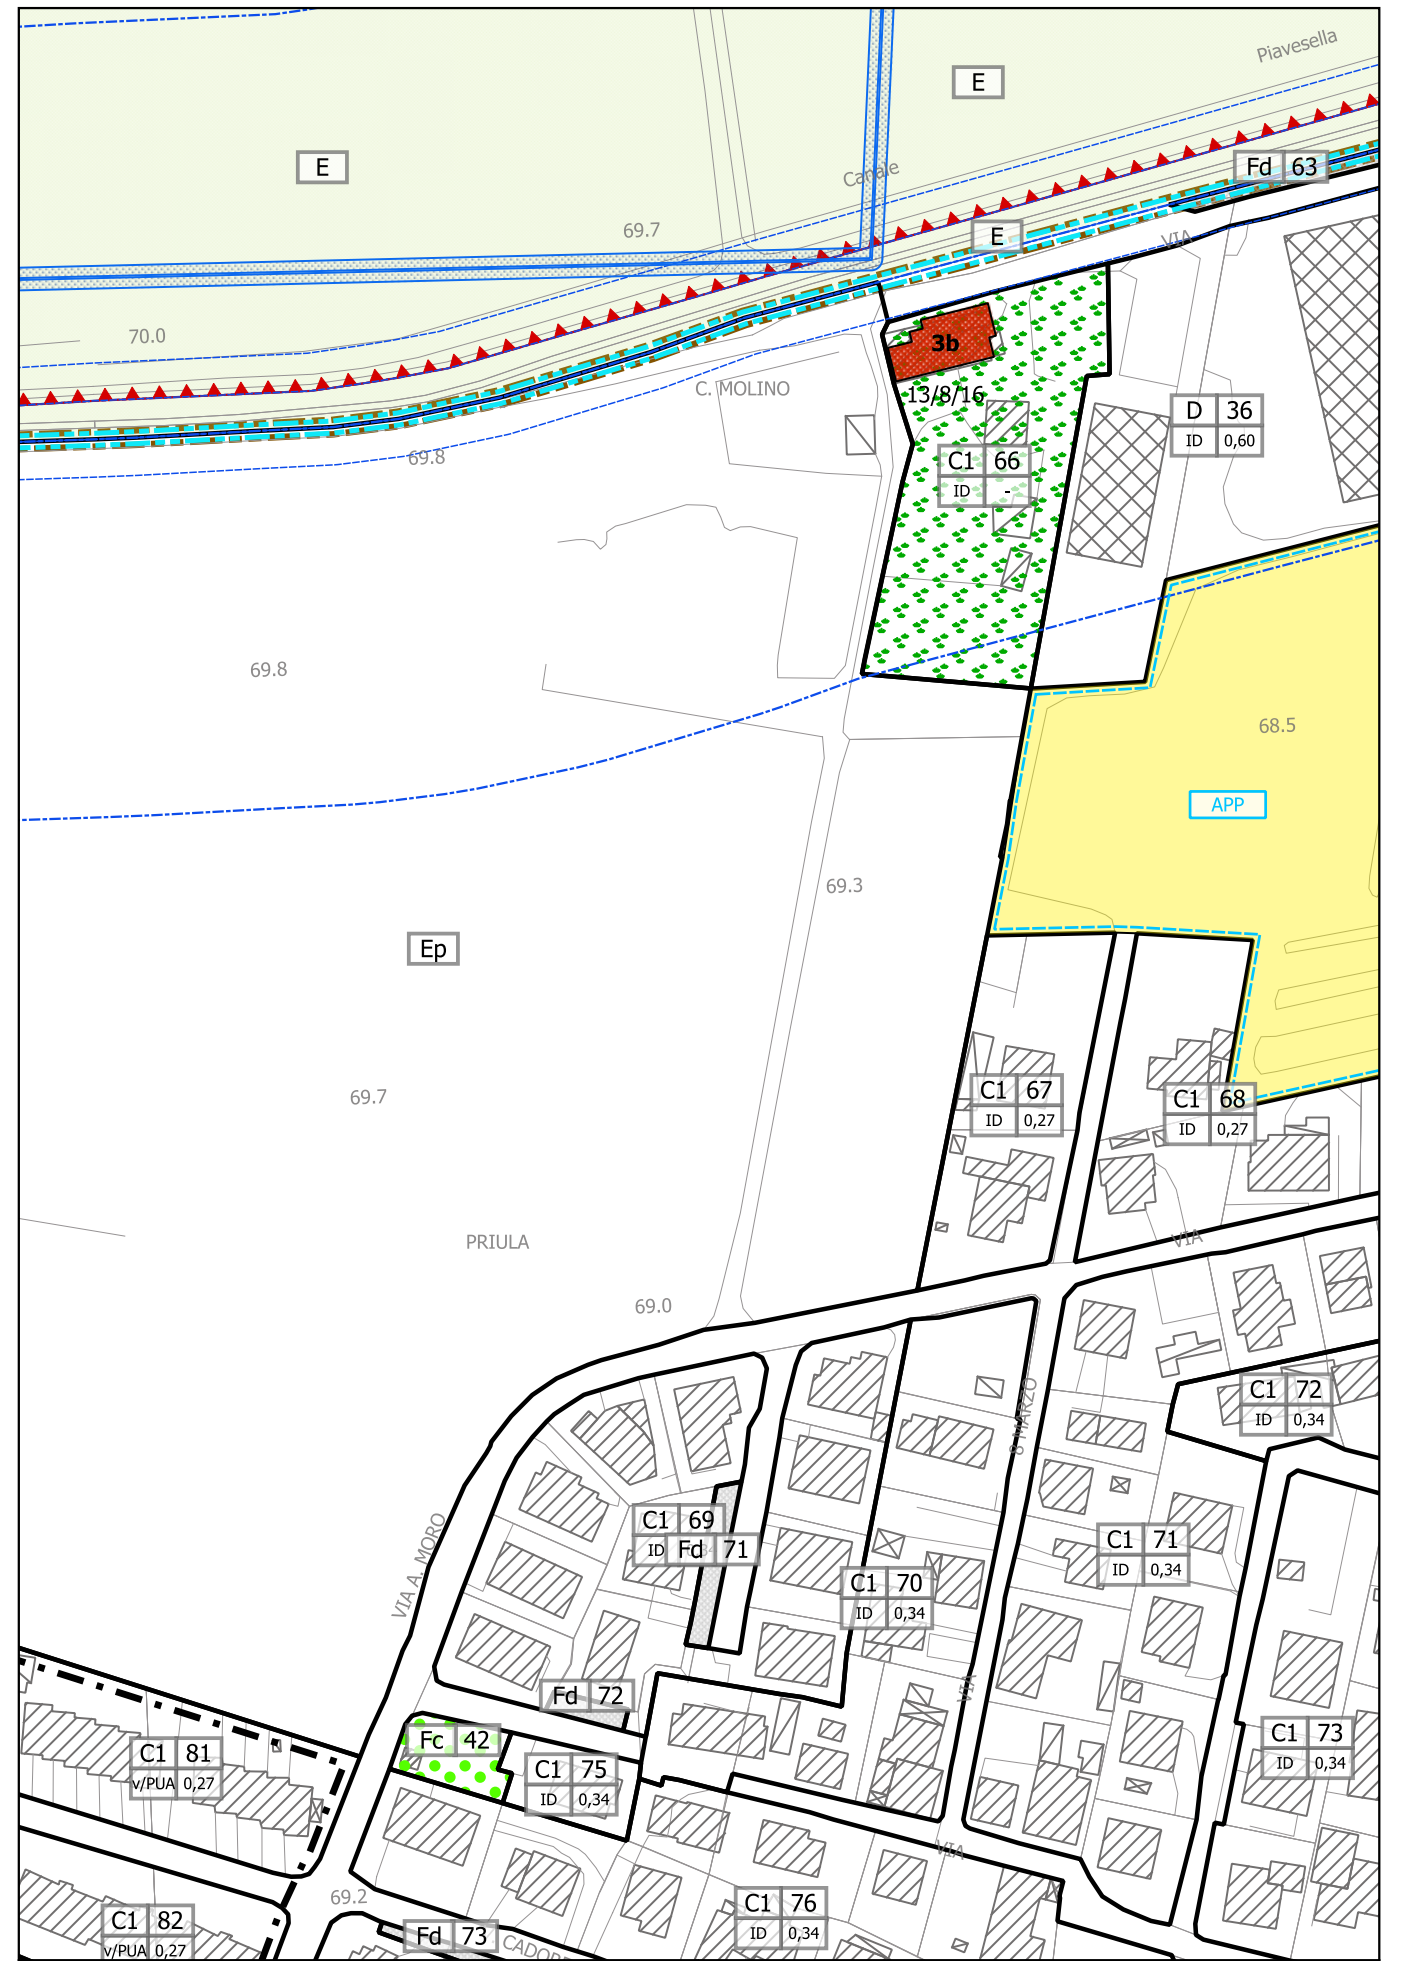 Piavesella
E
E
Canale
Fd 63
69.7
E
VIA
70.0
3b
C. MOLINO
13/8/16
D 36
ID 0,60
69.8
C1 66
ID -
69.8
68.5
APP
69.3
Ep
C1 67
ID 0,27
C1 68
ID 0,27
69.7
PRIULA
VIA
69.0
C1 72
ID 0,34
8 MARZO
C1 69
ID
Fd 71
C1 71
ID 0,34
VIA A. MORO
C1 70
ID 0,34
VIA
Fd 72
Fc 42
C1 73
ID 0,34
C1 81
v/PUA 0,27
C1 75
ID 0,34
VIA
69.2
C1 76
ID 0,34
C1 82
v/PUA 0,27
Fd 73
CADORE